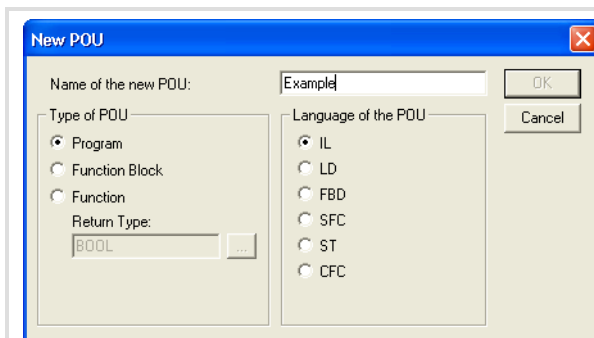 New POU
Name of the new POU:
Example
OK
Cancel
Type of POU
Program
Function Block
Function
Return Type:
BOOL
...
Language of the POU
IL
LD
FBD
SFC
ST
CFC